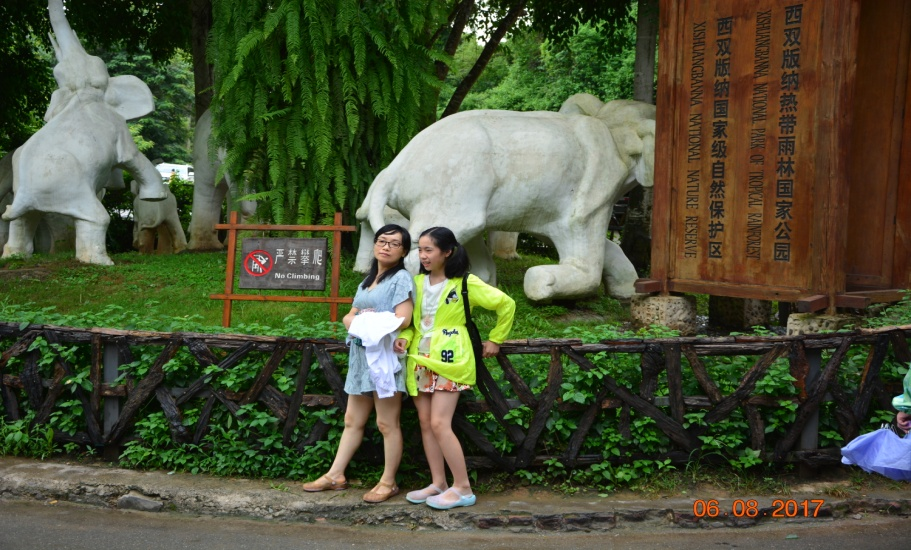 西双版纳热带雨林国家公园
XISHUANGBANNA NATIONAL PARK OF TROPICAL RAINFOREST
西双版纳国家级自然保护区
XISHUANGBANNA NATIONAL NATURE RESERVE
严禁攀爬
No Climbing
92
06.08.2017